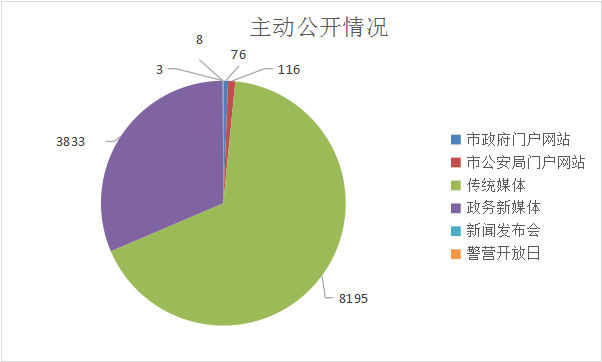 主动公开情况
8
76
3
116
3833
8195
市政府门户网站
市公安局门户网站
传统媒体
政务新媒体
新闻发布会
警营开放日